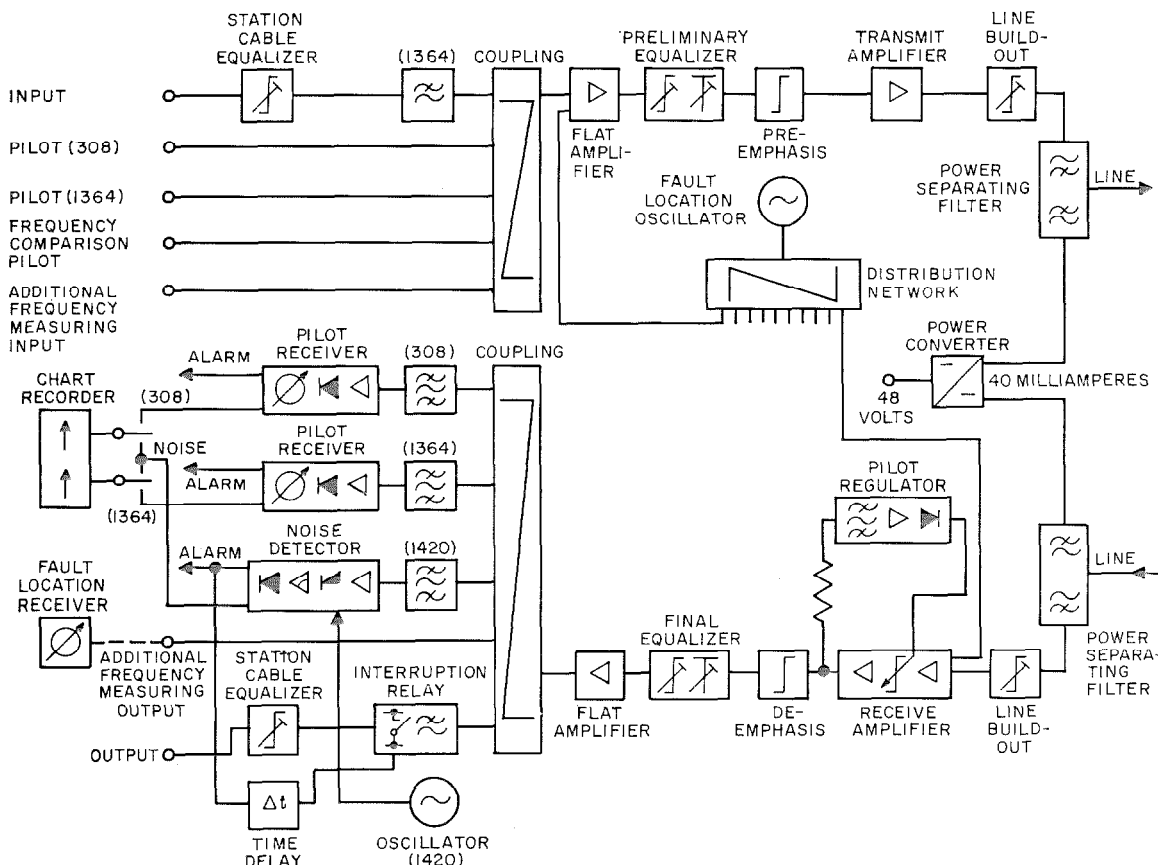 STATION
CABLE
EQUALIZER
(1364)
COUPLING
PRELIMINARY
EQUALIZER
TRANSMIT
AMPLIFIER
LINE
BUILD-
OUT
INPUT
FLAT
AMPLI-
FIER
PRE-
EMPHASIS
PILOT (308)
PILOT (1364)
FREQUENCY
COMPARISON
PILOT
ADDITIONAL
FREQUENCY
MEASURING
INPUT
FAULT
LOCATION
OSCILLATOR
POWER
SEPARATING
FILTER
LINE
DISTRIBUTION
NETWORK
POWER
CONVERTER
48
VOLTS
40 MILLIAMPERES
CHART
RECORDER
ALARM
PILOT
RECEIVER
(308)
COUPLING
(308)
NOISE
PILOT
RECEIVER
(1364)
ALARM
(1364)
PILOT
REGULATOR
NOISE
DETECTOR
(1420)
ALARM
FAULT
LOCATION
RECEIVER
LINE
ADDITIONAL
FREQUENCY
MEASURING
OUTPUT
STATION
CABLE
EQUALIZER
INTERRUPTION
RELAY
FINAL
EQUALIZER
POWER
SEPARA-
TING
FILTER
FLAT
AMPLIFIER
DE-
EMPHASIS
RECEIVE
AMPLIFIER
LINE
BUILD-
OUT
OUTPUT
Δt
TIME
DELAY
OSCILLATOR
(1420)